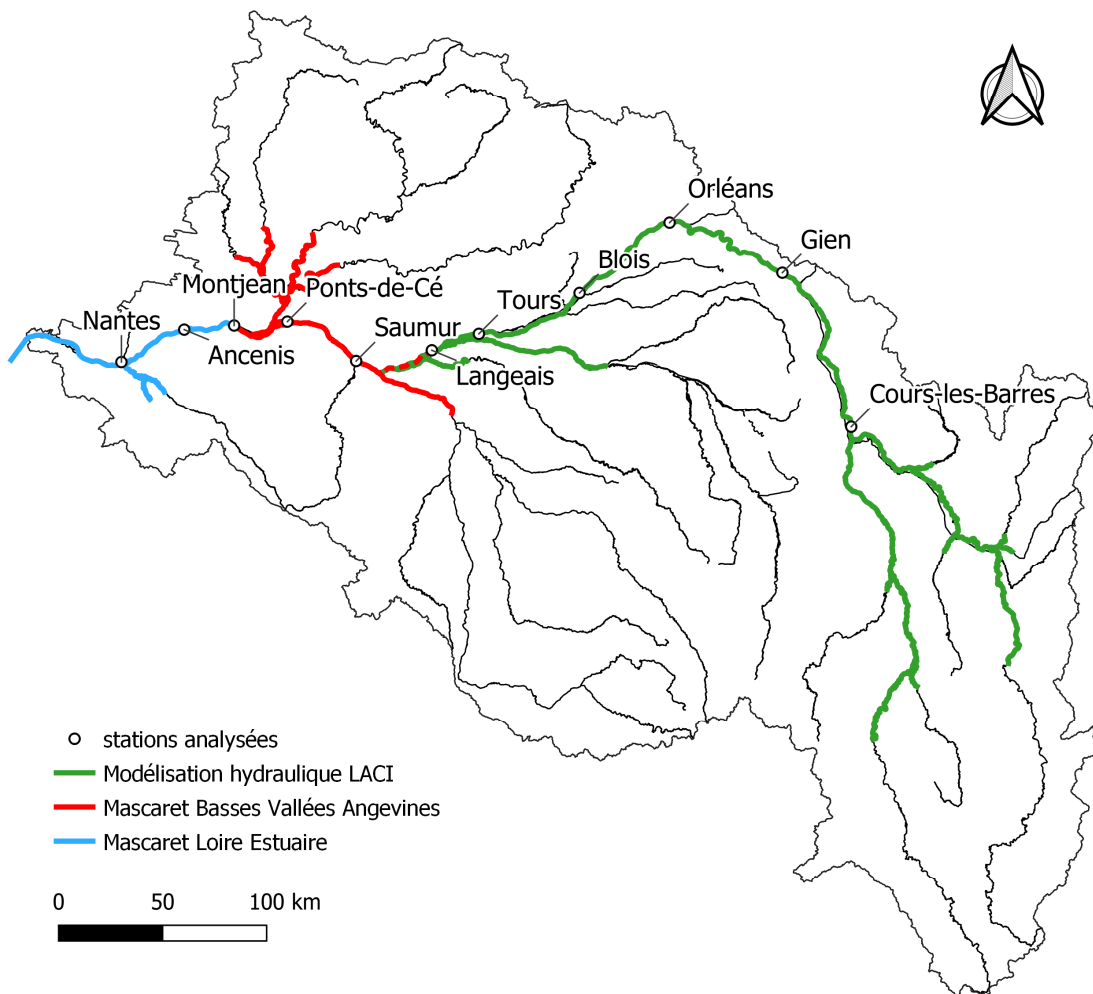 Orléans
Gien
Blois
Montjean
Ponts-de-Cé
Tours
Nantes
Saumur
Ancenis
Langeais
Cours-les-Barres
stations analysées
Modélisation hydraulique LACI
Mascaret Basses Vallées Angevines
Mascaret Loire Estuaire
0 50 100 km